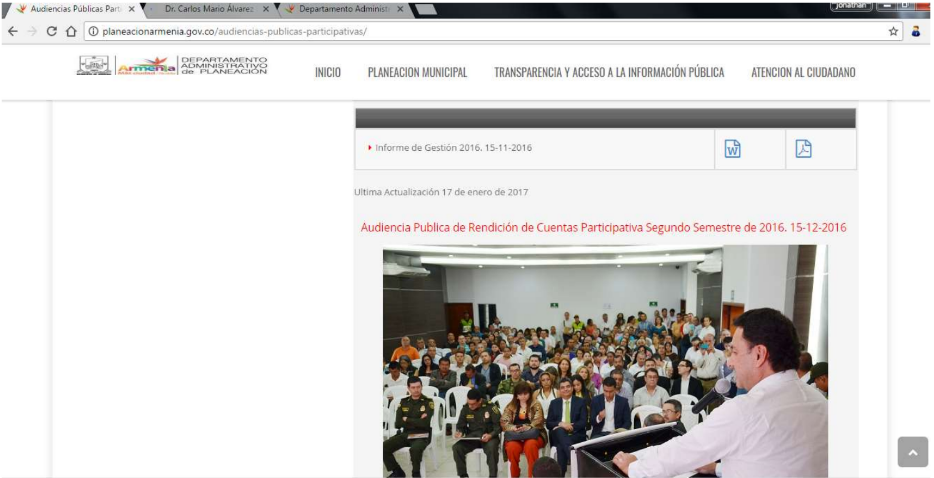 Audiencias Públicas Parti
Dr. Carlos Mario Álvarez
Departamento Administr
jonathan
planeacionarmenia.gov.co/audiencias-publicas-participativas/
Armenia
DEPARTAMENTO
ADMINISTRATIVO
de PLANEACIÓN
INICIO
PLANEACION MUNICIPAL
TRANSPARENCIA Y ACCESO A LA INFORMACIÓN PÚBLICA
ATENCION AL CIUDADANO
Informe de Gestión 2016. 15-11-2016
Ultima Actualización 17 de enero de 2017
Audiencia Publica de Rendición de Cuentas Participativa Segundo Semestre de 2016. 15-12-2016